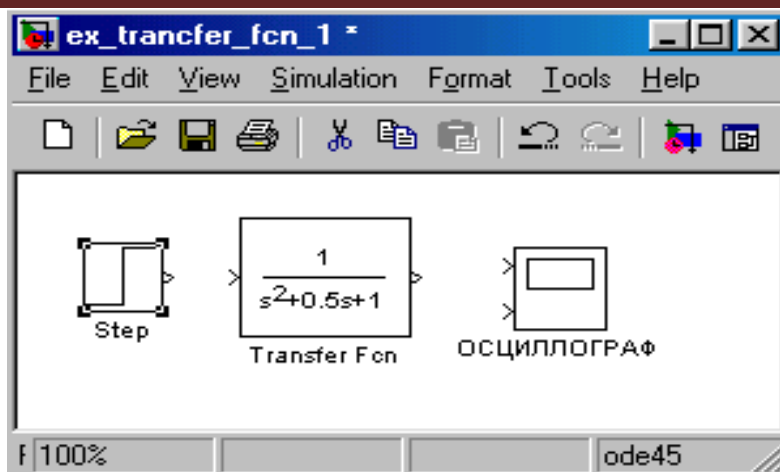 ex_trancfer_fcn_1 *
File Edit View Simulation Format Tools Help
1
s²+0.5s+1
Step
Transfer Fcn
ОСЦИЛЛОГРАФ
F 100% ode45